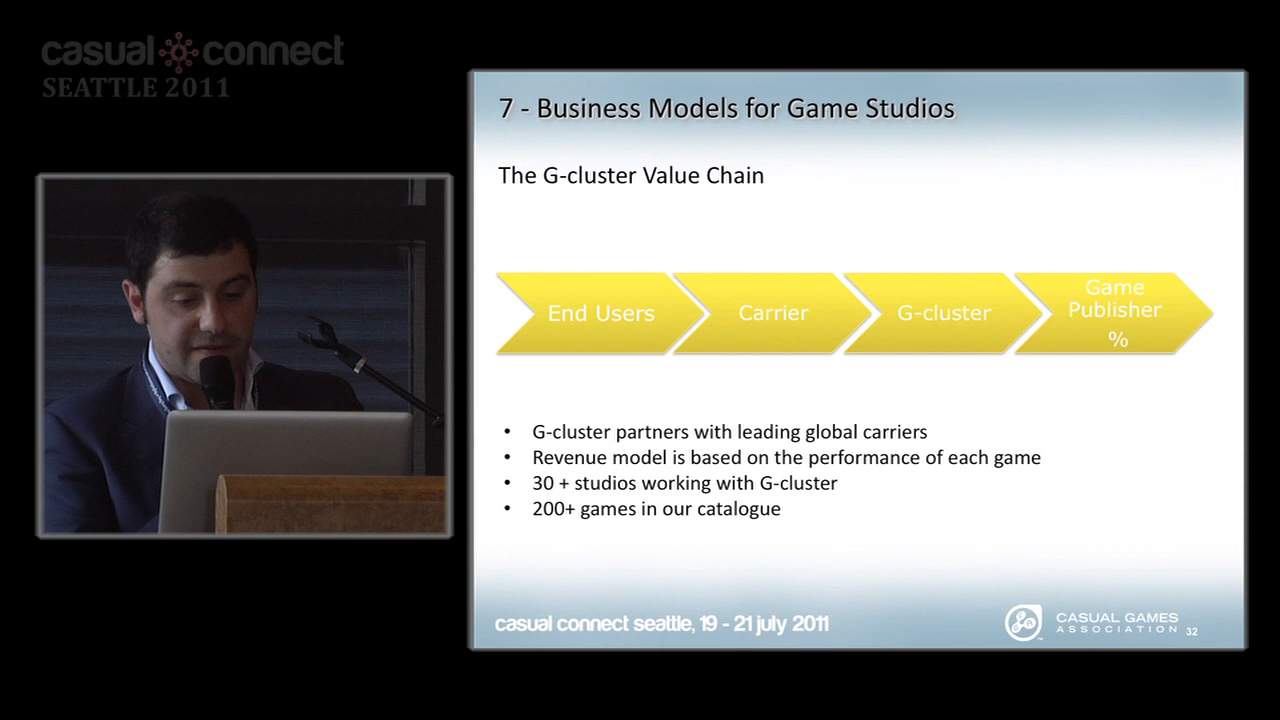 casual connect
SEATTLE 2011
7 - Business Models for Game Studios
The G-cluster Value Chain
End Users
Carrier
G-cluster
Game
Publisher
%
• G-cluster partners with leading global carriers
• Revenue model is based on the performance of each game
• 30 + studios working with G-cluster
• 200+ games in our catalogue
casual connect seattle, 19 - 21 july 2011
CASUAL GAMES
ASSOCIATION
32